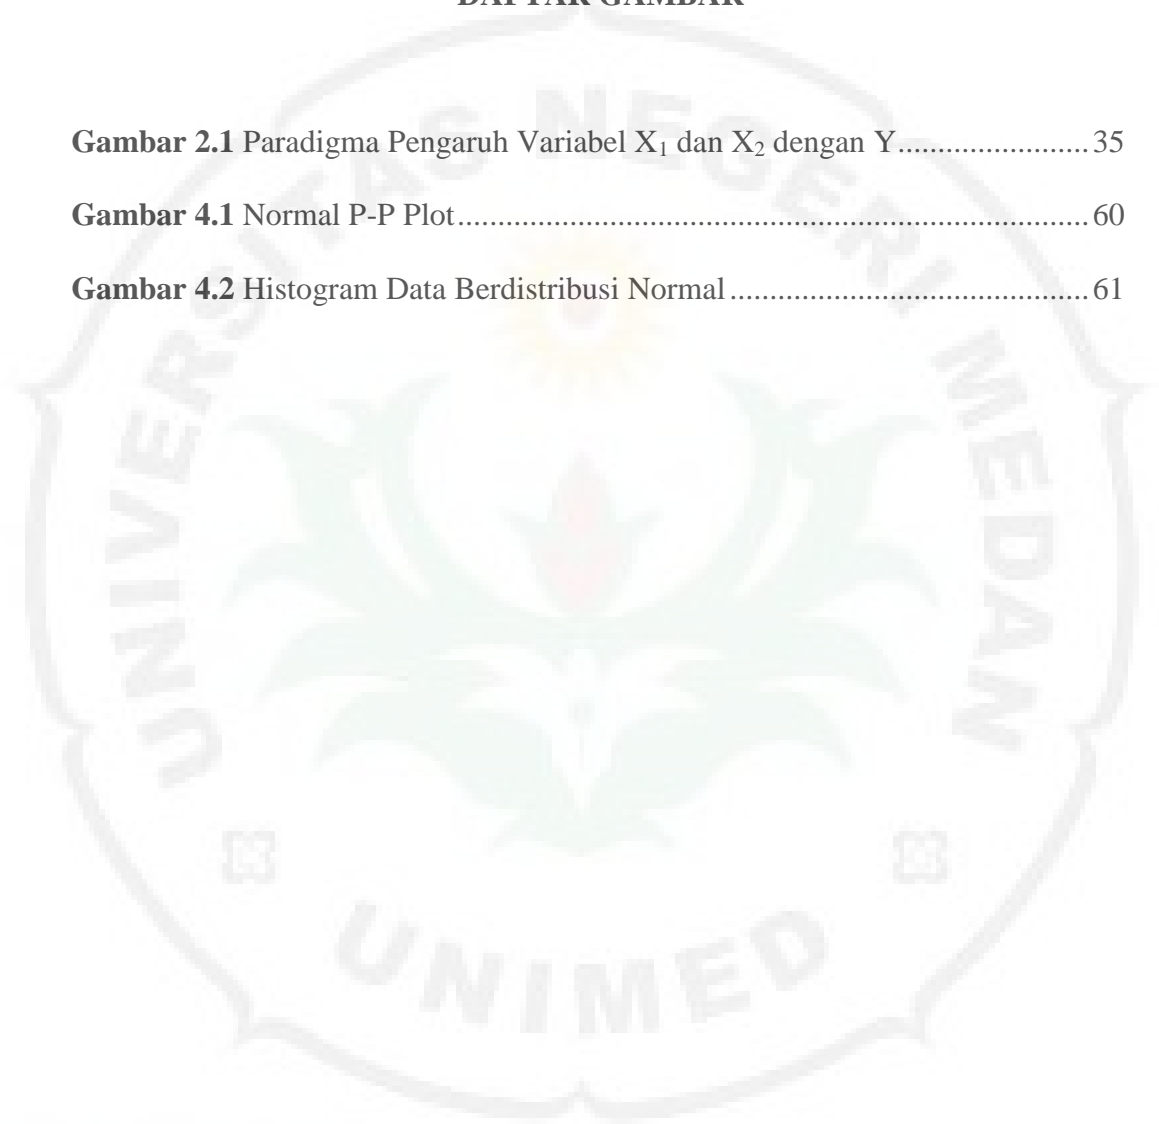 DAFTAR GAMBAR
Gambar 2.1 Paradigma Pengaruh Variabel X₁ dan X₂ dengan Y...................... 35
Gambar 4.1 Normal P-P Plot.......................................................................... 60
Gambar 4.2 Histogram Data Berdistribusi Normal.......................................... 61
UNIVERSITAS NEGERI MEDAN
UNIMED